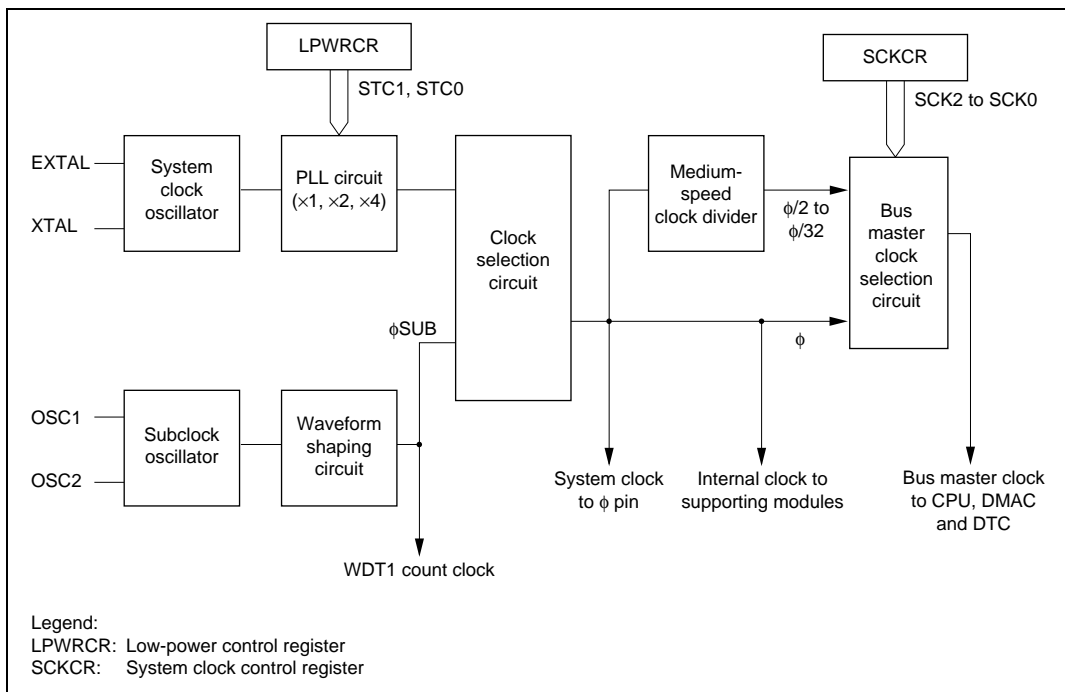 LPWRCR
STC1, STC0
SCKCR
SCK2 to SCK0
EXTAL
XTAL
System
clock
oscillator
PLL circuit
(×1, ×2, ×4)
Clock
selection
circuit
Medium-
speed
clock divider
ϕ/2 to
ϕ/32
Bus
master
clock
selection
circuit
ϕSUB
ϕ
OSC1
OSC2
Subclock
oscillator
Waveform
shaping
circuit
System clock
to ϕ pin
Internal clock to
supporting modules
Bus master clock
to CPU, DMAC
and DTC
WDT1 count clock
Legend:
LPWRCR: Low-power control register
SCKCR: System clock control register